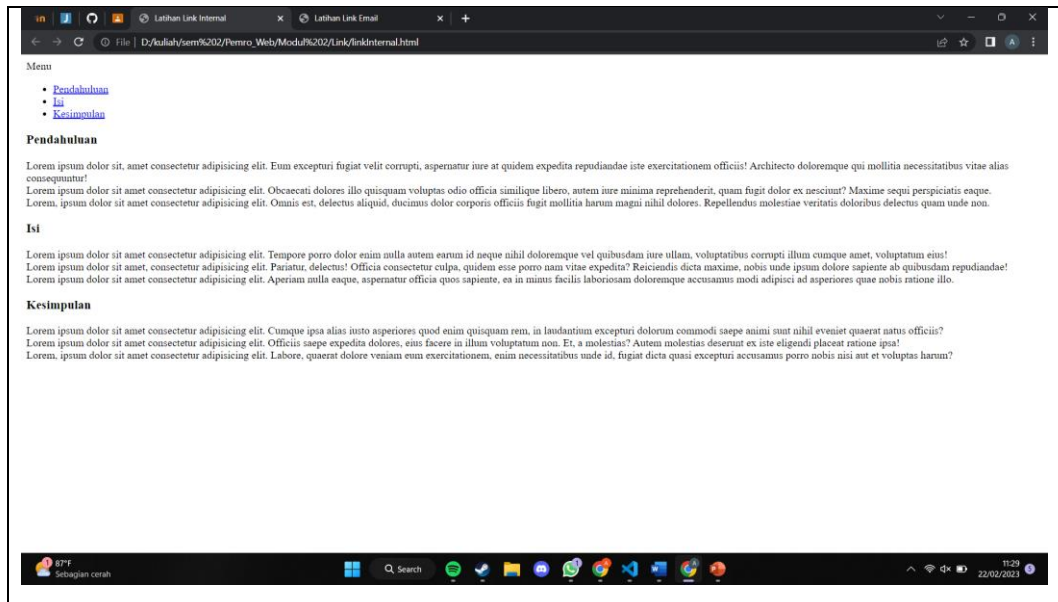 in
Latihan Link Internal
Latihan Link Email
File
D:/kuliah/sem%202/Pemro_Web/Modul%202/Link/linkInternal.html
A
Menu
Pendahuluan
Isi
Kesimpulan
Pendahuluan
Lorem ipsum dolor sit, amet consectetur adipisicing elit. Eum excepturi fugiat velit corrupti, aspernatur iure at quidem expedita repudiandae iste exercitationem officiis! Architecto doloremque qui mollitia necessitatibus vitae alias
consequuntur!
Lorem ipsum dolor sit amet consectetur adipisicing elit. Obcaecati dolores illo quisquam voluptas odio officia similique libero, autem iure minima reprehenderit, quam fugit dolor ex nesciunt? Maxime sequi perspiciatis eaque.
Lorem, ipsum dolor sit amet consectetur adipisicing elit. Omnis est, delectus aliquid, ducimus dolor corporis officiis fugit mollitia harum magni nihil dolores. Repellendus molestiae veritatis doloribus delectus quam unde non.
Isi
Lorem ipsum dolor sit amet consectetur adipisicing elit. Tempore porro dolor enim nulla autem earum id neque nihil doloremque vel quibusdam iure ullam, voluptatibus corrupti illum cumque amet, voluptatum eius!
Lorem ipsum dolor sit amet, consectetur adipisicing elit. Pariatur, delectus! Officia consectetur culpa, quidem esse porro nam vitae expedita? Reiciendis dicta maxime, nobis unde ipsum dolore sapiente ab quibusdam repudiandae!
Lorem ipsum dolor sit amet consectetur adipisicing elit. Aperiam nulla eaque, aspernatur officia quos sapiente, ea in minus facilis laboriosam doloremque accusamus modi adipisci ad asperiores quae nobis ratione illo.
Kesimpulan
Lorem ipsum dolor sit amet consectetur adipisicing elit. Cumque ipsa alias iusto asperiores quod enim quisquam rem, in laudantium excepturi dolorum commodi saepe animi sunt nihil eveniet quaerat natus officiis?
Lorem ipsum dolor sit amet consectetur adipisicing elit. Officiis saepe expedita dolores, eius facere in illum voluptatum non. Et, a molestias? Autem molestias deserunt ex iste eligendi placeat ratione ipsa!
Lorem, ipsum dolor sit amet consectetur adipisicing elit. Labore, quaerat dolore veniam eum exercitationem, enim necessitatibus unde id, fugiat dicta quasi excepturi accusamus porro nobis nisi aut et voluptas harum?
87°F
Sebagian cerah
Search
11:29
22/02/2023